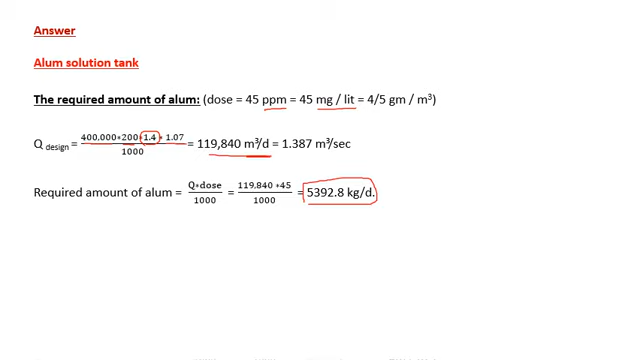 Answer
Alum solution tank
The required amount of alum: (dose = 45 ppm = 45 mg / lit = 4/5 gm / m³)
Q design = 400,000*200*1.4* 1.07 / 1000 = 119,840 m³/d = 1.387 m³/sec
Required amount of alum = Q*dose / 1000 = 119,840 *45 / 1000 = 5392.8 kg/d.